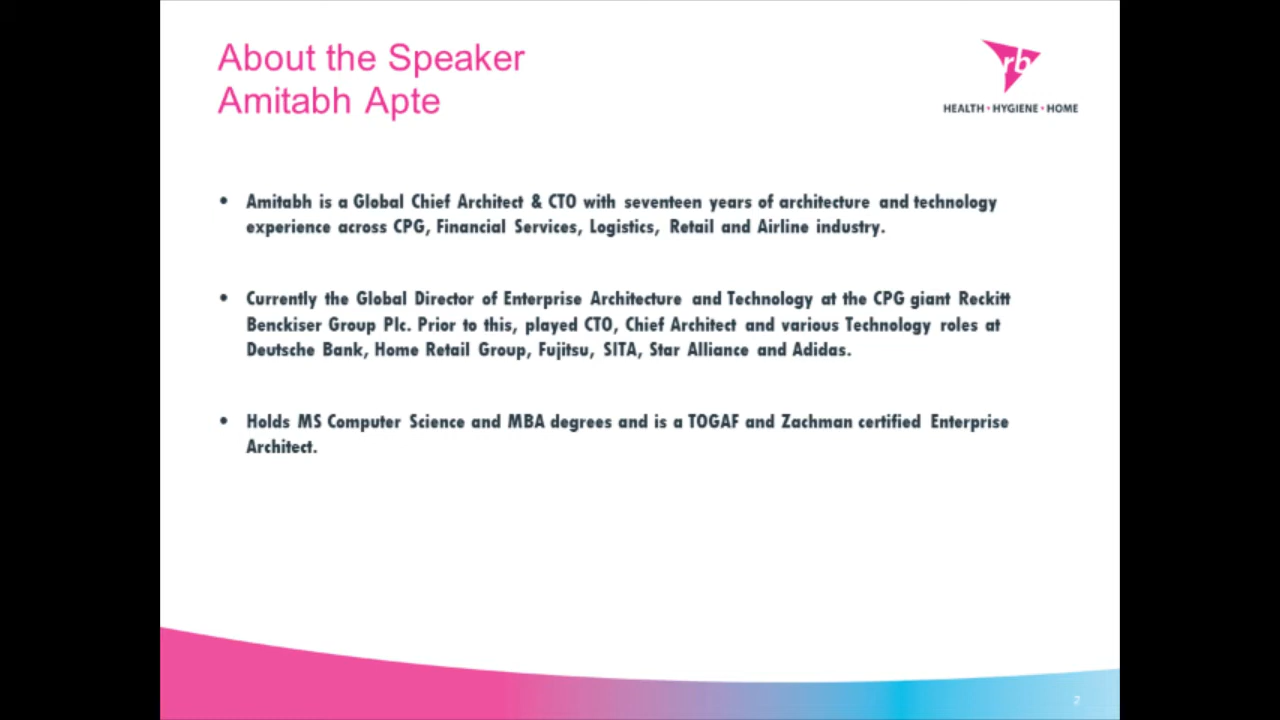 About the Speaker
Amitabh Apte
rb
HEALTH • HYGIENE • HOME
• Amitabh is a Global Chief Architect & CTO with seventeen years of architecture and technology
experience across CPG, Financial Services, Logistics, Retail and Airline industry.
• Currently the Global Director of Enterprise Architecture and Technology at the CPG giant Reckitt
Benckiser Group Plc. Prior to this, played CTO, Chief Architect and various Technology roles at
Deutsche Bank, Home Retail Group, Fujitsu, SITA, Star Alliance and Adidas.
• Holds MS Computer Science and MBA degrees and is a TOGAF and Zachman certified Enterprise
Architect.
2